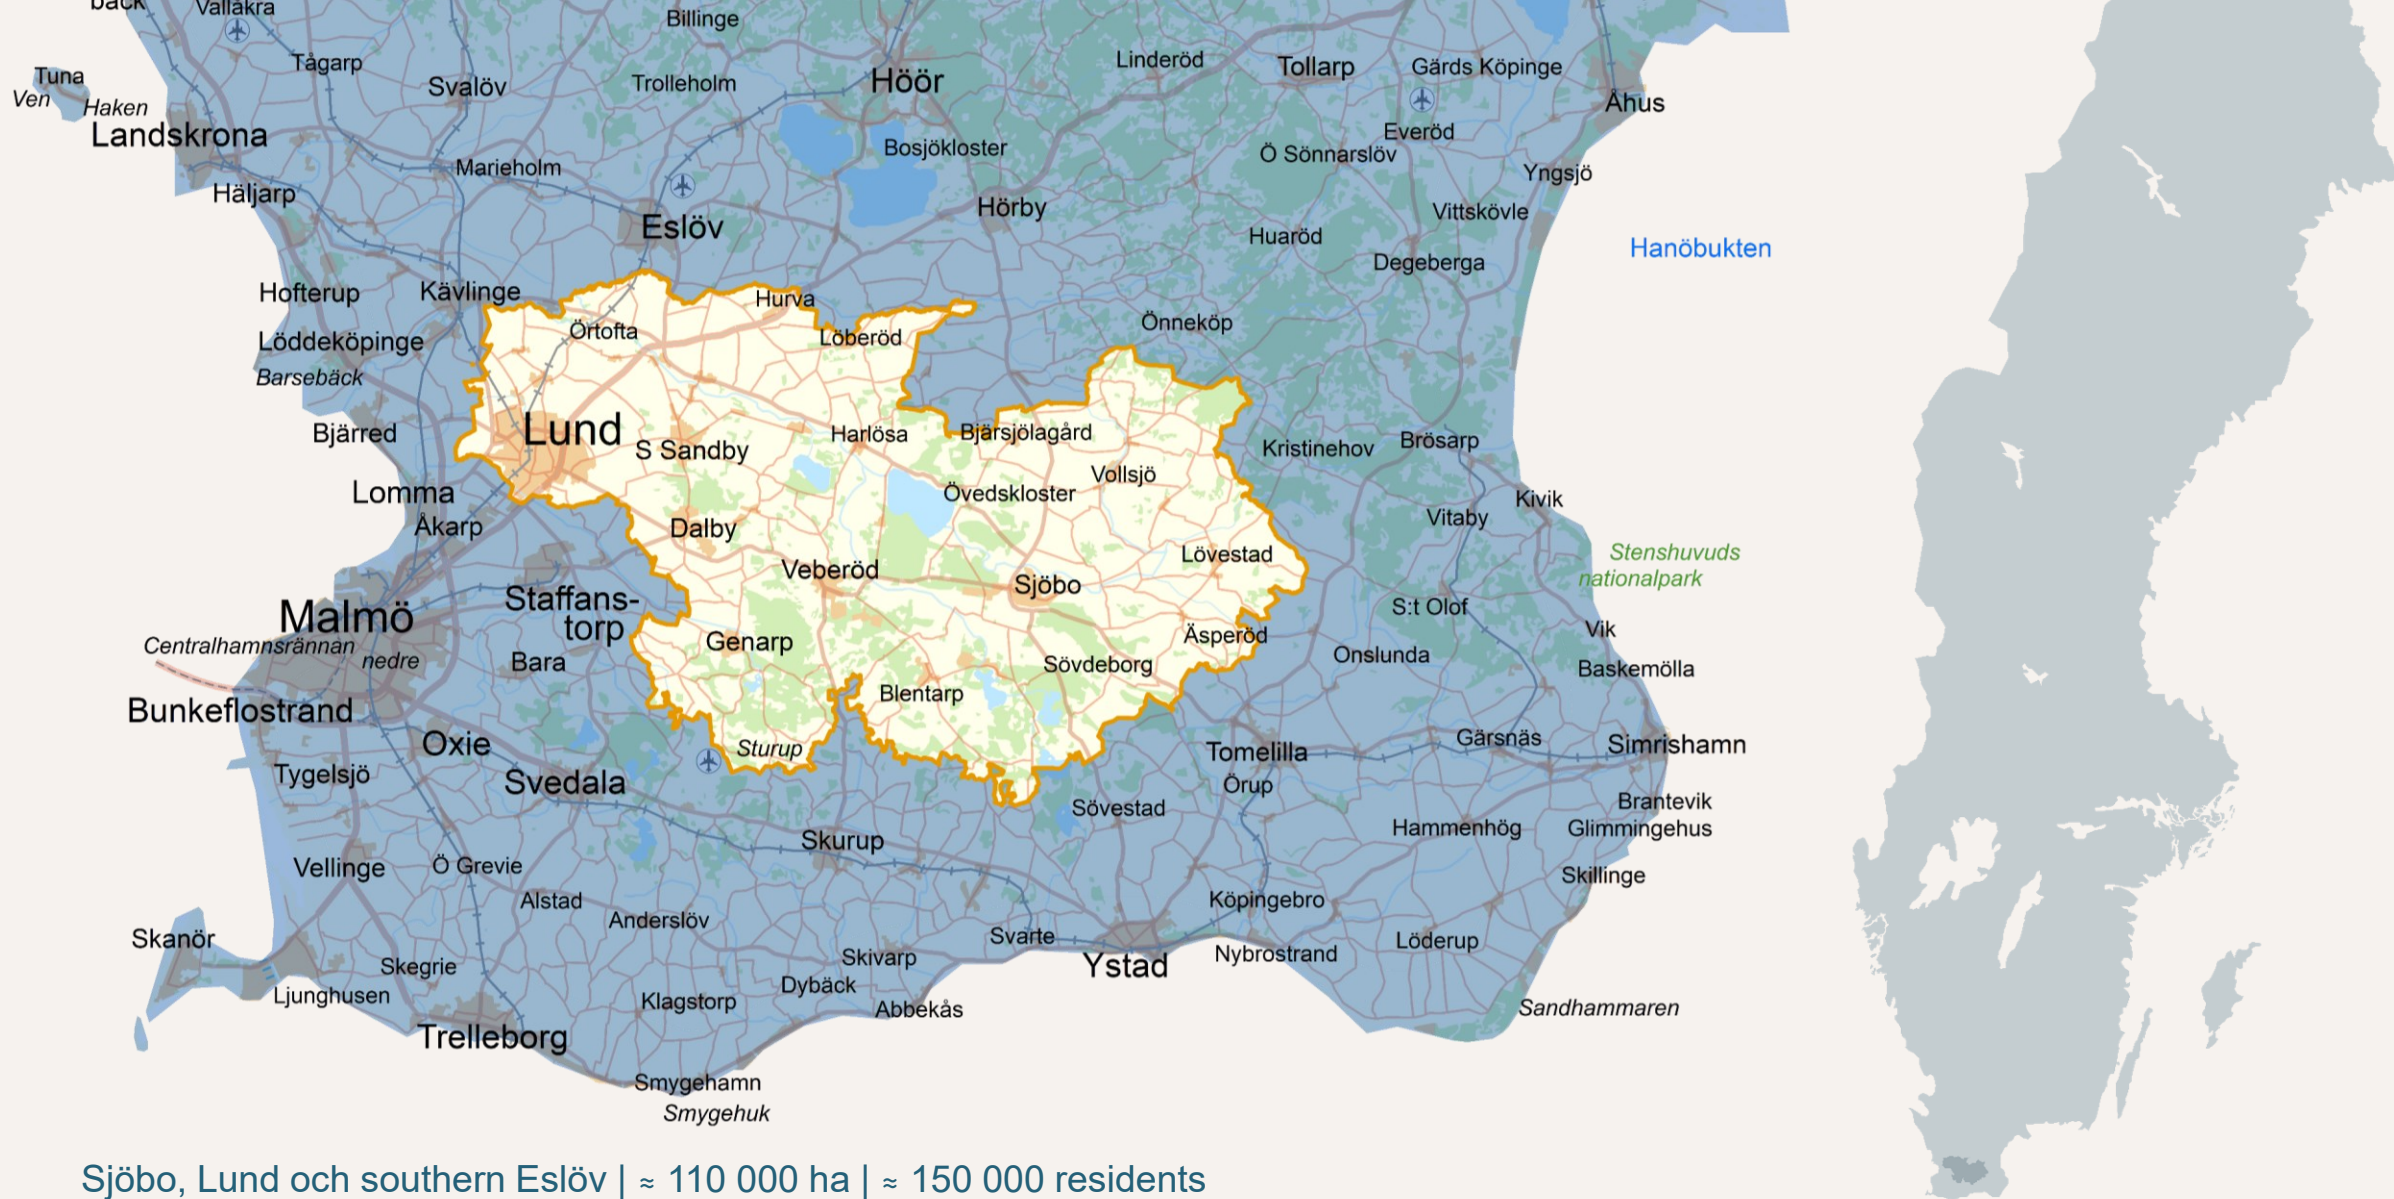 bäck
Vallåkra
Billinge
Tågarp
Linderöd
Tollarp
Gärds Köpinge
Tuna
Ven
Haken
Svalöv
Trolleholm
Höör
Åhus
Landskrona
Everöd
Bosjökloster
Ö Sönnarslöv
Marieholm
Yngsjö
Häljarp
Hörby
Vittskövle
Eslöv
Huaröd
Hanöbukten
Degeberga
Hofterup
Kävlinge
Hurva
Örtofta
Löberöd
Önneköp
Löddeköpinge
Barsebäck
Bjärred
Lund
S Sandby
Harlösa
Bjärsjölagård
Kristinehov
Brösarp
Vollsjö
Lomma
Övedskloster
Kivik
Åkarp
Dalby
Vitaby
Lövestad
Stenshuvuds
nationalpark
Veberöd
Sjöbo
Staffans-
torp
S:t Olof
Malmö
Centralhamnsrännan
nedre
Genarp
Äsperöd
Vik
Bara
Sövdeborg
Onslunda
Baskemölla
Blentarp
Bunkeflostrand
Oxie
Sturup
Tomelilla
Gärsnäs
Simrishamn
Tygelsjö
Svedala
Örup
Sövestad
Brantevik
Skurup
Hammenhög
Glimmingehus
Vellinge
Ö Grevie
Skillinge
Alstad
Anderslöv
Köpingebro
Skanör
Svarte
Löderup
Skegrie
Skivarp
Ystad
Nybrostrand
Ljunghusen
Klagstorp
Dybäck
Abbekås
Sandhammaren
Trelleborg
Smygehamn
Smygehuk
Sjöbo, Lund och southern Eslöv | ≈ 110 000 ha | ≈ 150 000 residents